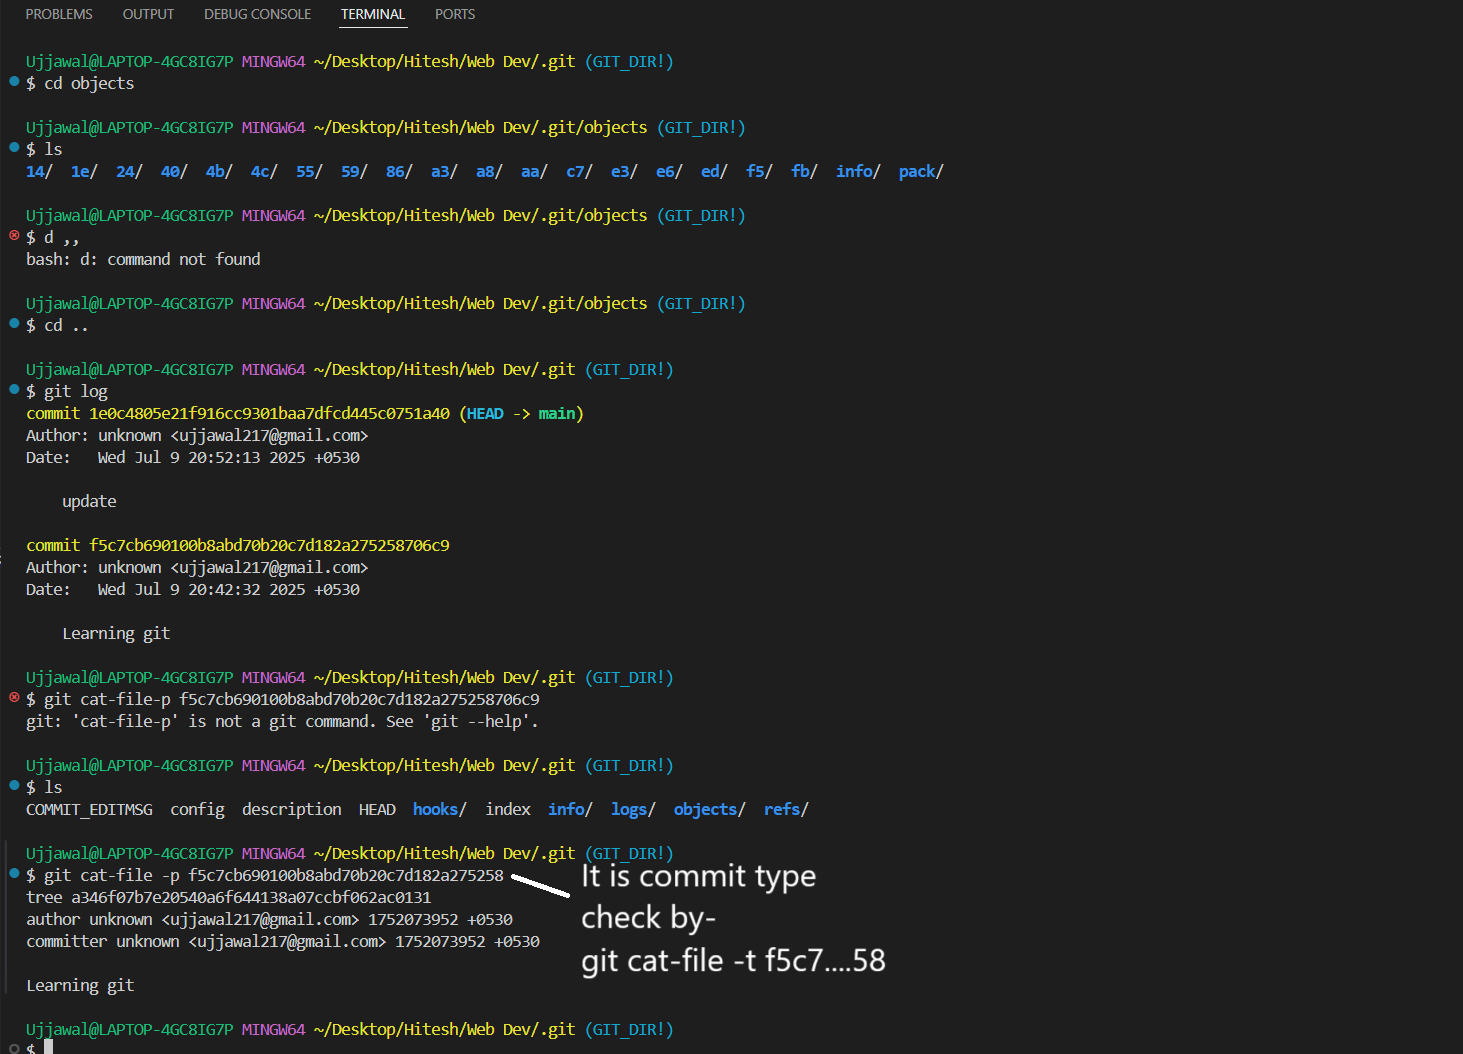 PROBLEMS OUTPUT DEBUG CONSOLE TERMINAL PORTS
Ujjawal@LAPTOP-4GC8IG7P MINGW64 ~/Desktop/Hitesh/Web Dev/.git (GIT_DIR!)
$ cd objects
Ujjawal@LAPTOP-4GC8IG7P MINGW64 ~/Desktop/Hitesh/Web Dev/.git/objects (GIT_DIR!)
$ ls
14/ 1e/ 24/ 40/ 4b/ 4c/ 55/ 59/ 86/ a3/ a8/ aa/ c7/ e3/ e6/ ed/ f5/ fb/ info/ pack/
Ujjawal@LAPTOP-4GC8IG7P MINGW64 ~/Desktop/Hitesh/Web Dev/.git/objects (GIT_DIR!)
$ d ,,
bash: d: command not found
Ujjawal@LAPTOP-4GC8IG7P MINGW64 ~/Desktop/Hitesh/Web Dev/.git/objects (GIT_DIR!)
$ cd ..
Ujjawal@LAPTOP-4GC8IG7P MINGW64 ~/Desktop/Hitesh/Web Dev/.git (GIT_DIR!)
$ git log
commit 1e0c4805e21f916cc9301baa7dfcd445c0751a40 (HEAD -> main)
Author: unknown <ujjawal217@gmail.com>
Date:   Wed Jul 9 20:52:13 2025 +0530
update
commit f5c7cb690100b8abd70b20c7d182a275258706c9
Author: unknown <ujjawal217@gmail.com>
Date:   Wed Jul 9 20:42:32 2025 +0530
Learning git
Ujjawal@LAPTOP-4GC8IG7P MINGW64 ~/Desktop/Hitesh/Web Dev/.git (GIT_DIR!)
$ git cat-file-p f5c7cb690100b8abd70b20c7d182a275258706c9
git: 'cat-file-p' is not a git command. See 'git --help'.
Ujjawal@LAPTOP-4GC8IG7P MINGW64 ~/Desktop/Hitesh/Web Dev/.git (GIT_DIR!)
$ ls
COMMIT_EDITMSG config description HEAD hooks/ index info/ logs/ objects/ refs/
Ujjawal@LAPTOP-4GC8IG7P MINGW64 ~/Desktop/Hitesh/Web Dev/.git (GIT_DIR!)
$ git cat-file -p f5c7cb690100b8abd70b20c7d182a275258
tree a346f07b7e20540a6f644138a07ccbf062ac0131
author unknown <ujjawal217@gmail.com> 1752073952 +0530
committer unknown <ujjawal217@gmail.com> 1752073952 +0530
Learning git
It is commit type
check by-
git cat-file -t f5c7....58
Ujjawal@LAPTOP-4GC8IG7P MINGW64 ~/Desktop/Hitesh/Web Dev/.git (GIT_DIR!)
$